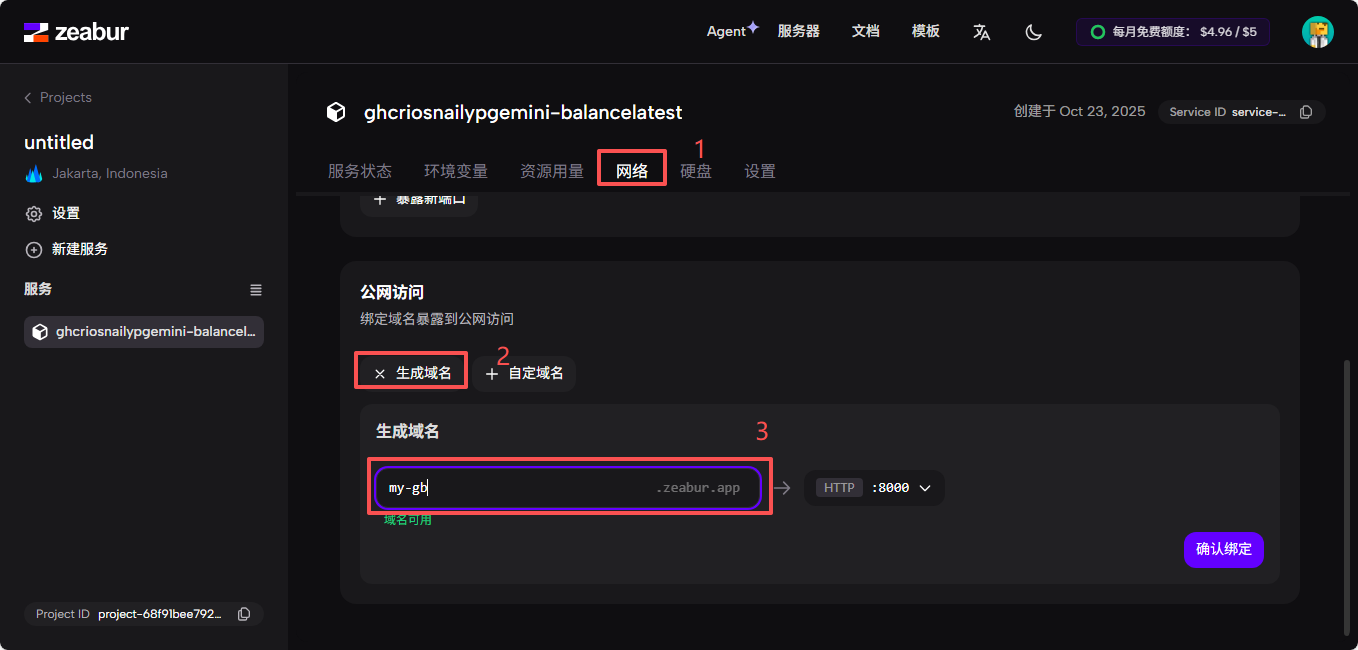 zeabur
Agent 服务器 文档 模板 每月免费额度： $4.96 / $5
Projects
untitled
Jakarta, Indonesia
设置
新建服务
服务
ghcriosnailypgemini-balancel...
Project ID project-68f91bee792...
ghcriosnailypgemini-balancelatest
创建于 Oct 23, 2025 Service ID service-...
1
服务状态 环境变量 资源用量 网络 硬盘 设置
暴露新端口
公网访问
绑定域名暴露到公网访问
2
生成域名 自定域名
生成域名
3
my-gb .zeabur.app HTTP :8000
域名可用
确认绑定